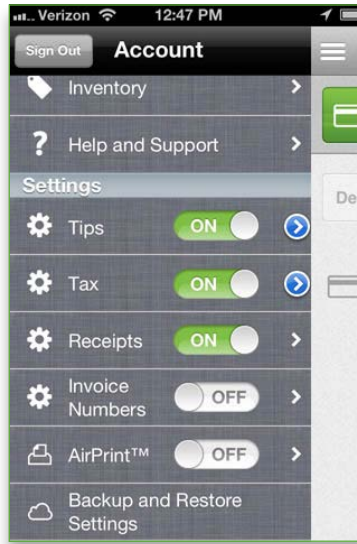 Verizon 12:47 PM
Sign Out Account
Inventory
Help and Support
Settings
Tips ON
Tax ON
Receipts ON
Invoice
Numbers OFF
AirPrint™ OFF
Backup and Restore
Settings
De